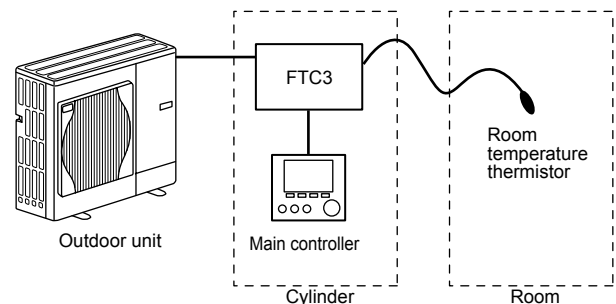 FTC3
Room
temperature
thermistor
Outdoor unit
Main controller
Cylinder
Room